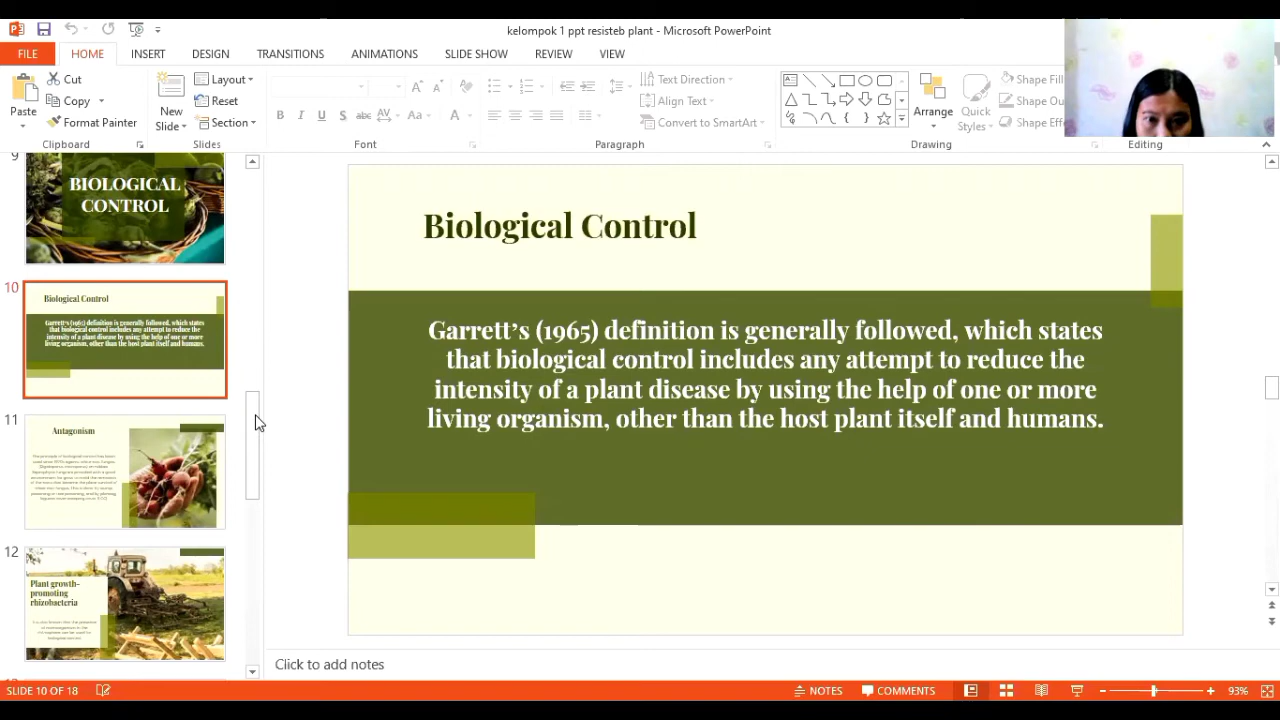 kelompok 1 ppt resisteb plant - Microsoft PowerPoint
FILE HOME INSERT DESIGN TRANSITIONS ANIMATIONS SLIDE SHOW REVIEW VIEW
Paste
Cut
Copy
Format Painter
Clipboard
New
Slide
Layout
Reset
Section
Slides
Font
Text Direction
Align Text
Convert to SmartArt
Paragraph
Arrange
Quick
Styles
Shape Fill
Shape Ou
Shape Effe
Drawing
Editing
9
BIOLOGICAL
CONTROL
10
Biological Control
Garrett's (1965) definition is generally followed, which states
that biological control includes any attempt to reduce the
intensity of a plant disease by using the help of one or more
living organism, other than the host plant itself and humans.
11
Antagonism
12
Plant growth-
promoting
rhizobacteria
Biological Control
Garrett's (1965) definition is generally followed, which states
that biological control includes any attempt to reduce the
intensity of a plant disease by using the help of one or more
living organism, other than the host plant itself and humans.
Click to add notes
SLIDE 10 OF 18
NOTES
COMMENTS
93%